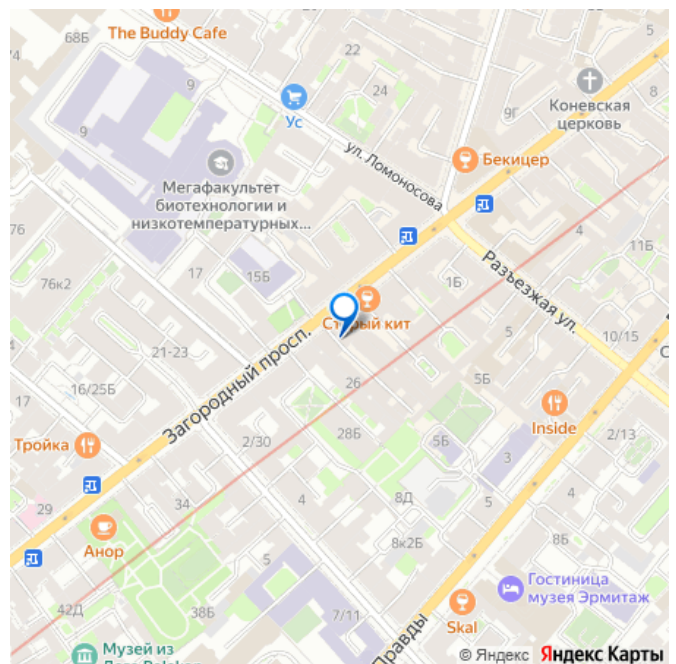 The Buddy Cafe
68Б
22
5
24
9
9
Ус
9Г
Коневская
церковь
8
ул. Ломоносова
Бекицер
Мегафакультет
биотехнологии и
низкотемпературных...
76
17
15Б
4
11Б
76к2
1Б
Разъезжая ул.
Старый кит
5
10/15
С
21-23
Загородный просп.
16/25Б
26
5Б
17
Тройка
Inside
2/30
28Б
5Б
3
2/13
29
34
4
8Д
5
4
Анор
5
8к2Б
8Б
42Д
38Б
7/11
Гостиница
музея Эрмитаж
Skal
Правды
Музей из
© Яндекс Яндекс Карты